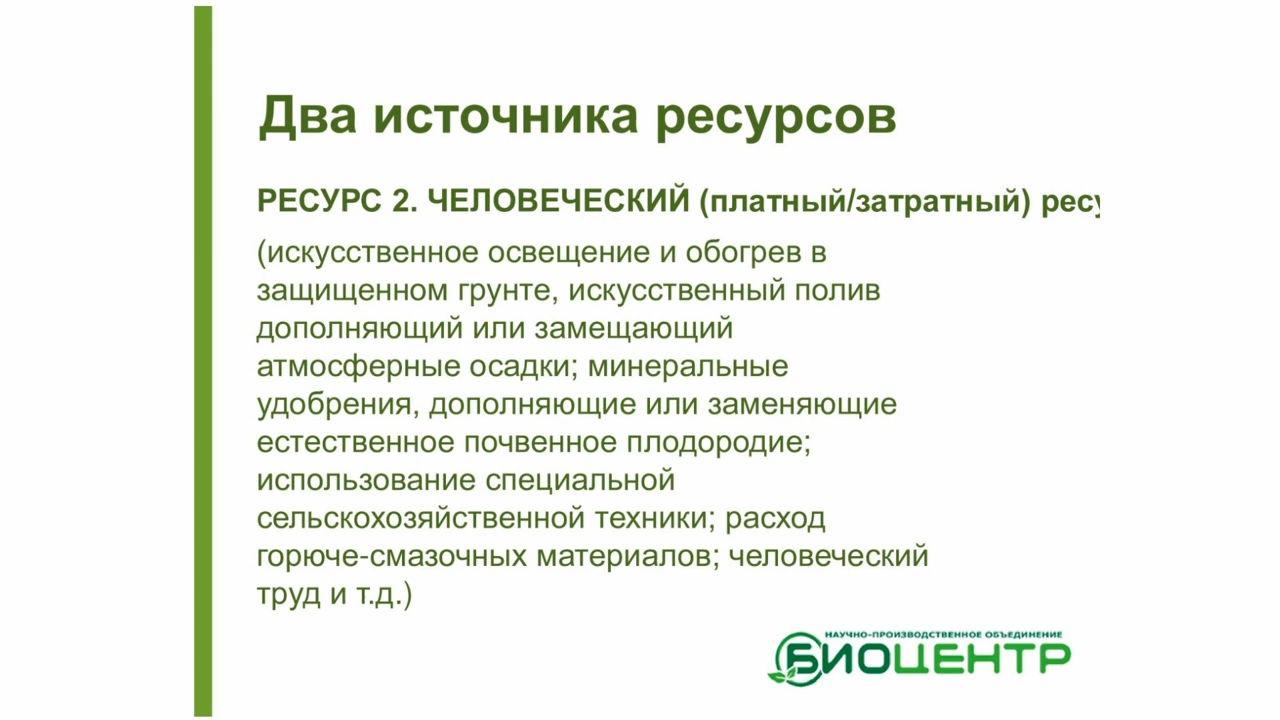 Два источника ресурсов
РЕСУРС 2. ЧЕЛОВЕЧЕСКИЙ (платный/затратный)
(искусственное освещение и обогрев в
защищенном грунте, искусственный полив
дополняющий или замещающий
атмосферные осадки; минеральные
удобрения, дополняющие или заменяющие
естественное почвенное плодородие;
использование специальной
сельскохозяйственной техники; расход
горюче-смазочных материалов; человеческий
труд и т.д.)
НАУЧНО-ПРОИЗВОДСТВЕННОЕ ОБЪЕДИНЕНИЕ
БИОЦЕНТР